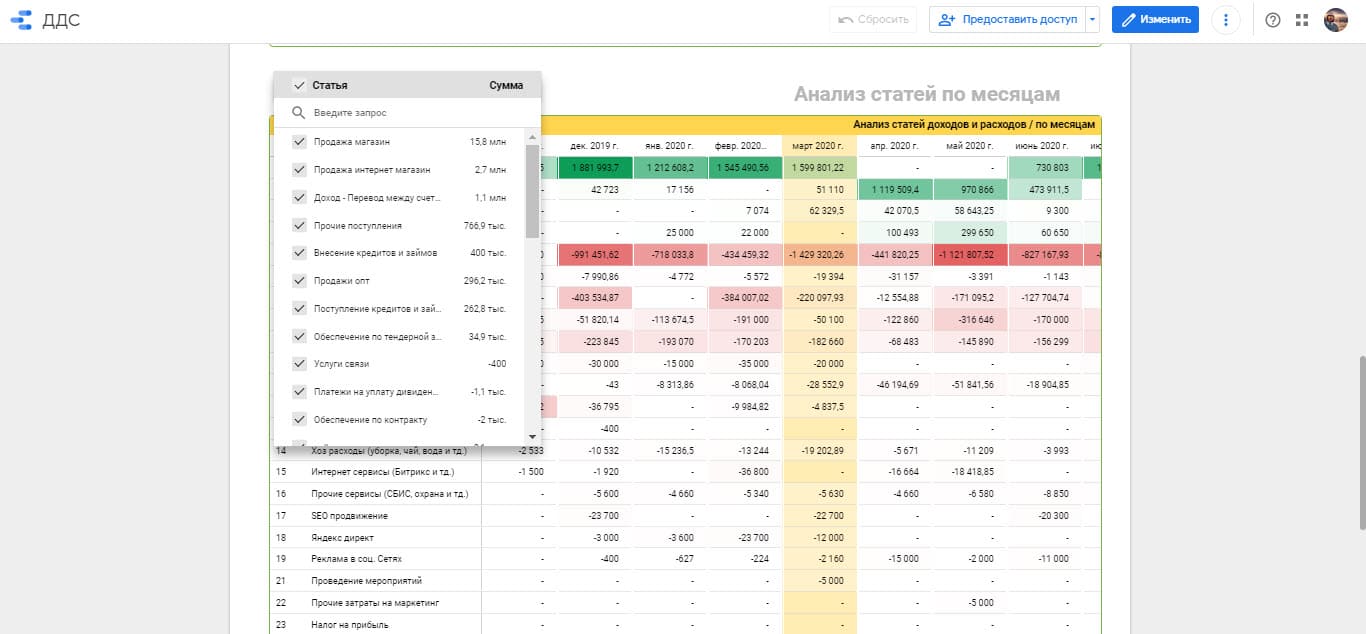 ДДС Сбросить Предоставить доступ Изменить
Анализ статей по месяцам
Статья Сумма
Введите запрос
Продажа магазин 15,8 млн
Продажа интернет магазин 2,7 млн
Доход - Перевод между счет... 1,1 млн
Прочие поступления 766,9 тыс.
Внесение кредитов и займов 400 тыс.
Продажи опт 296,2 тыс.
Поступление кредитов и зай... 262,8 тыс.
Обеспечение по тендерной з... 34,9 тыс.
Услуги связи -400
Платежи на уплату дивиден... -1,1 тыс.
Обеспечение по контракту -2 тыс.
Анализ статей доходов и расходов / по месяцам
дек. 2019 г. янв. 2020 г. февр. 2020... март 2020 г. апр. 2020 г. май 2020 г. июнь 2020 г.
1 881 993,7 1 212 608,2 1 545 490,56 1 599 801,22 - - 730 803
- 42 723 17 156 - 51 110 1 119 509,4 970 866 473 911,5
- - - 7 074 62 329,5 42 070,5 58 643,25 9 300
- - 25 000 22 000 - 100 493 299 650 60 650
-991 451,62 -718 033,8 -434 459,32 -1 429 320,26 -441 820,25 -1 121 807,52 -827 167,93
-7 990,86 -4 772 -5 572 -19 394 -31 157 -3 391 -1 143
- -403 534,87 - -384 007,02 -220 097,93 -12 554,88 -171 095,2 -127 704,74
-51 820,14 -113 674,5 -191 000 -50 100 -122 860 -316 646 -170 000
-223 845 -193 070 -170 203 -182 660 -68 483 -145 890 -156 299
-30 000 -15 000 -35 000 -20 000 - - -
- -43 -8 313,86 -8 068,04 -28 552,9 -46 194,69 -51 841,56 -18 904,85
-36 795 - -9 984,82 -4 837,5 - - -
- -400 - - - - - -
14 Хоз расходы (уборка, чай, вода и тд.) -2 533 -10 532 -15 236,5 -13 244 -19 202,89 -5 671 -11 209 -3 993
15 Интернет сервисы (Битрикс и тд.) -1 500 -1 920 - -36 800 - -16 664 -18 418,85 -
16 Прочие сервисы (СБИС, охрана и тд.) - -5 600 -4 660 -5 340 -5 630 -4 660 -6 580 -8 850
17 SEO продвижение - -23 700 - - -22 700 - - -20 300
18 Яндекс директ - -3 000 -3 600 -23 700 -12 000 - - -
19 Реклама в соц. Сетях - -400 -627 -224 -2 160 -15 000 -2 000 -11 000
21 Проведение мероприятий - - - - -5 000 - - -
22 Прочие затраты на маркетинг - - - - - - -5 000 -
23 Налог на прибыль - - - - - - - -